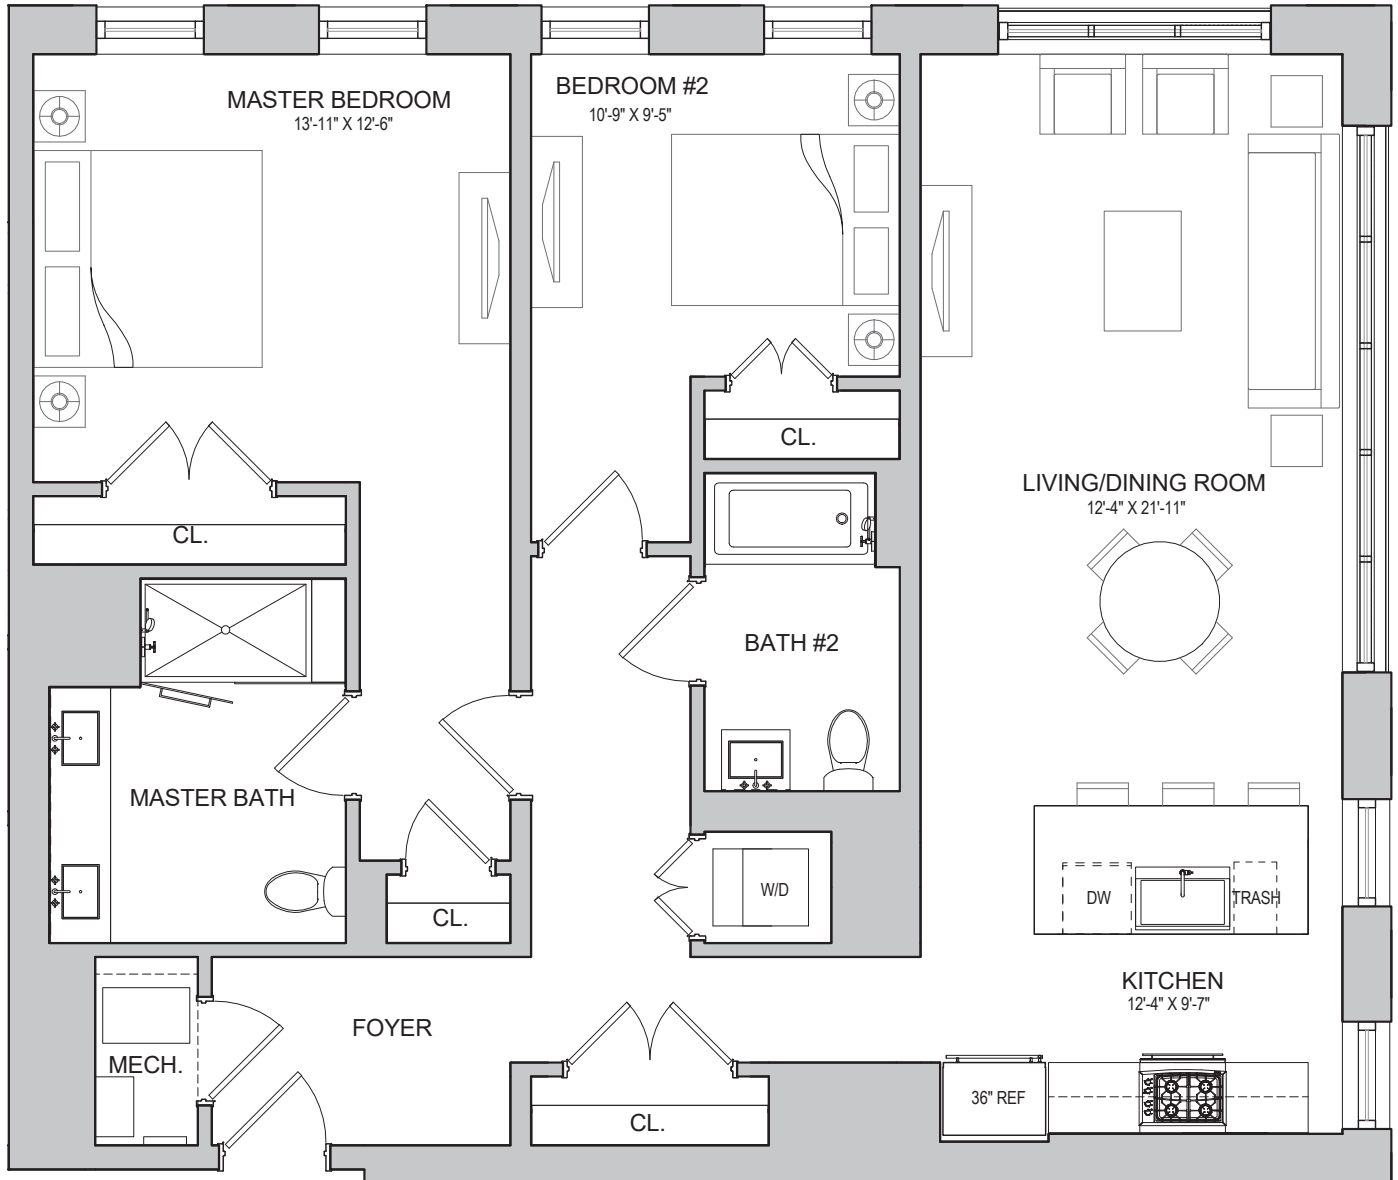 MASTER BEDROOM
13'-11" X 12'-6"
BEDROOM #2
10'-9" X 9'-5"
CL.
CL.
LIVING/DINING ROOM
12'-4" X 21'-11"
BATH #2
MASTER BATH
W/D
DW
TRASH
CL.
KITCHEN
12'-4" X 9'-7"
FOYER
MECH.
36" REF
CL.